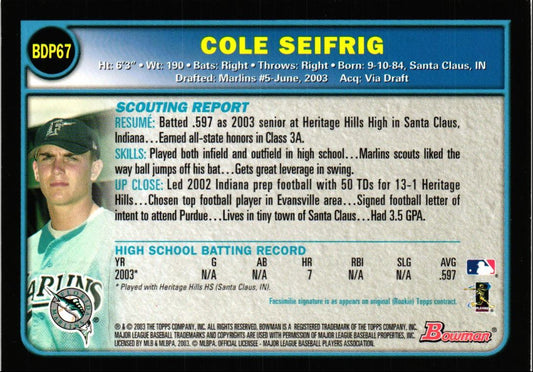 BDP67
COLE SEIFRIG
Ht: 6'3" • Wt: 190 • Bats: Right • Throws: Right • Born: 9-10-84, Santa Claus, IN
Drafted: Marlins #5-June, 2003 Acq: Via Draft
SCOUTING REPORT
RESUMÉ: Batted .597 as 2003 senior at Heritage Hills High in Santa Claus,
Indiana...Earned all-state honors in Class 3A.
SKILLS: Played both infield and outfield in high school...Marlins scouts liked the
way ball jumps off his bat...Gets great leverage in swing.
UP CLOSE: Led 2002 Indiana prep football with 50 TDs for 13-1 Heritage
Hills...Chosen top football player in Evansville area...Signed football letter of
intent to attend Purdue...Lives in tiny town of Santa Claus...Had 3.5 GPA.
HIGH SCHOOL BATTING RECORD
YR G AB HR RBI SLG AVG
2003* N/A N/A 7 N/A N/A .597
* Played with Heritage Hills HS (Santa Claus, IN).
Facsimilie signature is as appears on original (Rookie) Topps contract.
® & © 2003 THE TOPPS COMPANY, INC. ALL RIGHTS RESERVED. BOWMAN IS A REGISTERED TRADEMARK OF THE TOPPS COMPANY, INC.
MAJOR LEAGUE BASEBALL TRADEMARKS AND COPYRIGHTS ARE USED WITH PERMISSION OF MAJOR LEAGUE BASEBALL PROPERTIES, INC.
LICENSED BY MLB & MLBPA, 2003. © MLBPA. OFFICIAL LICENSEE - MAJOR LEAGUE BASEBALL PLAYERS ASSOCIATION.
Bowman